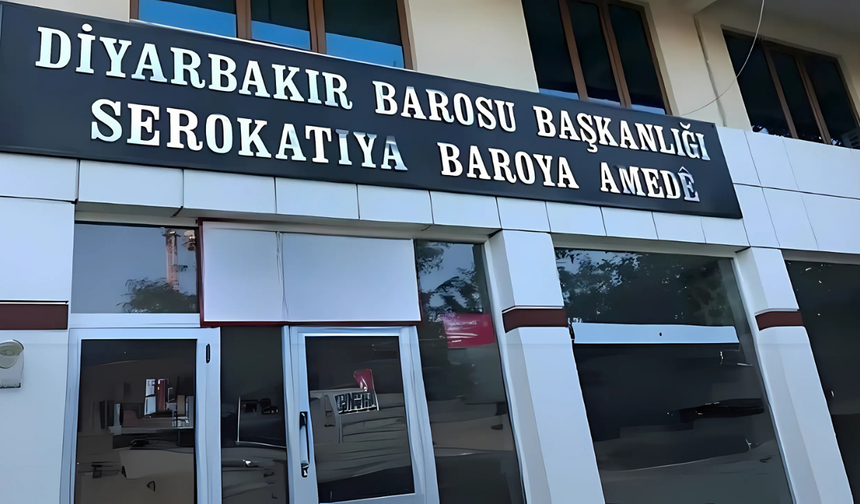 DİYARBAKIR BAROSU BAŞKANLIĞI
SEROKATIYA BAROYA AMEDÊ